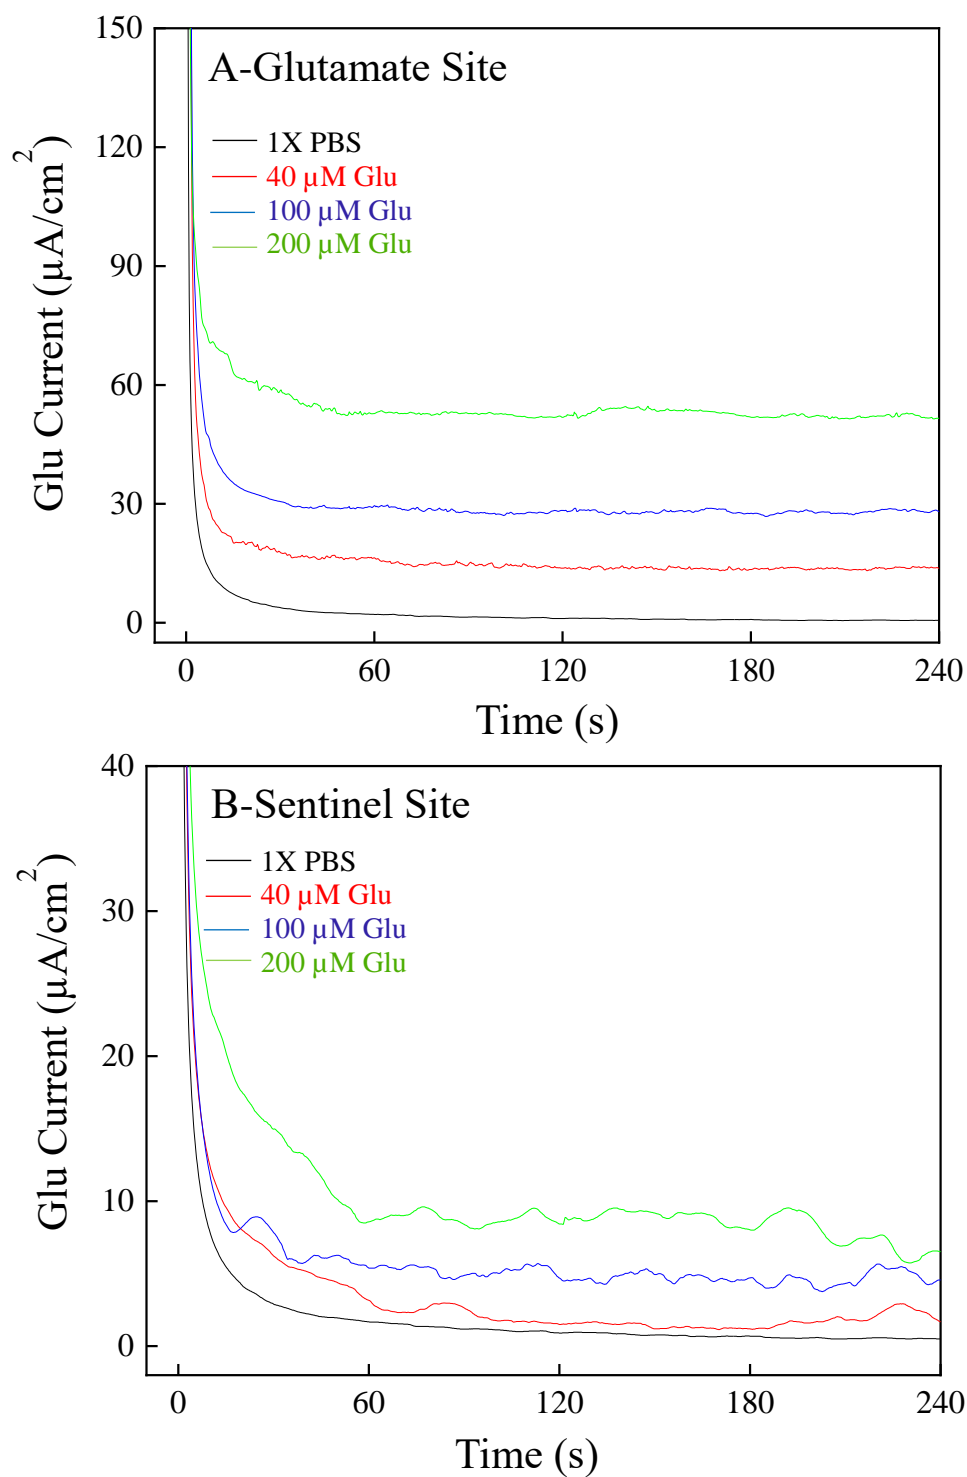 A-Glutamate Site
1X PBS
40 µM Glu
100 µM Glu
200 µM Glu
Glu Current (µA/cm²)
150
120
90
60
30
0
0 60 120 180 240
Time (s)
B-Sentinel Site
1X PBS
40 µM Glu
100 µM Glu
200 µM Glu
Glu Current (µA/cm²)
40
30
20
10
0
0 60 120 180 240
Time (s)